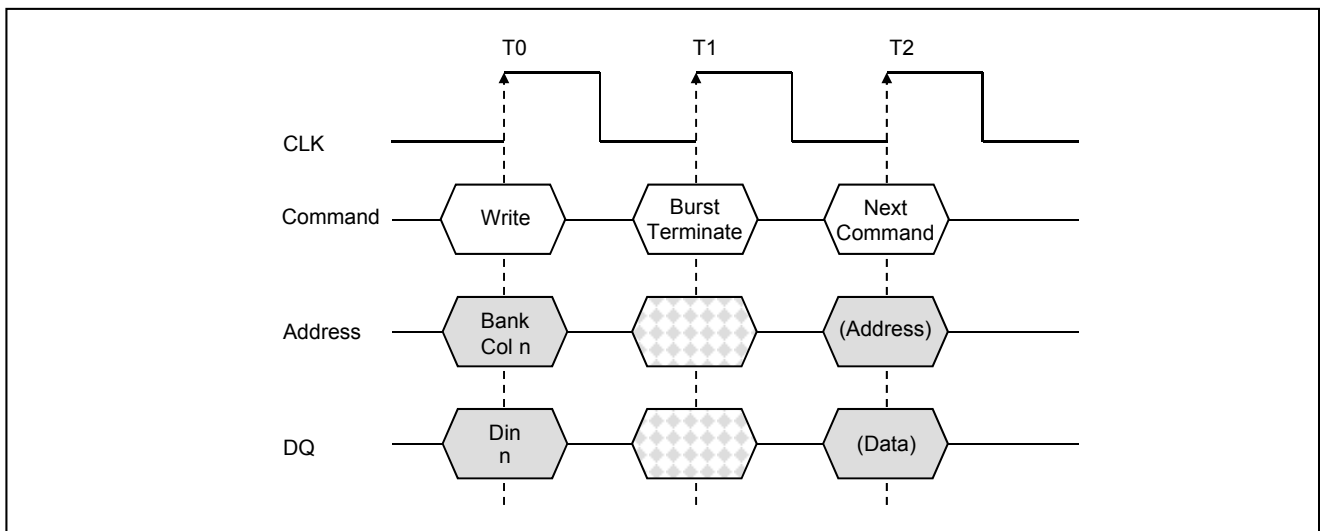 T0 T1 T2
CLK
Command Write Burst Terminate Next Command
Address Bank Col n (Address)
DQ Din n (Data)